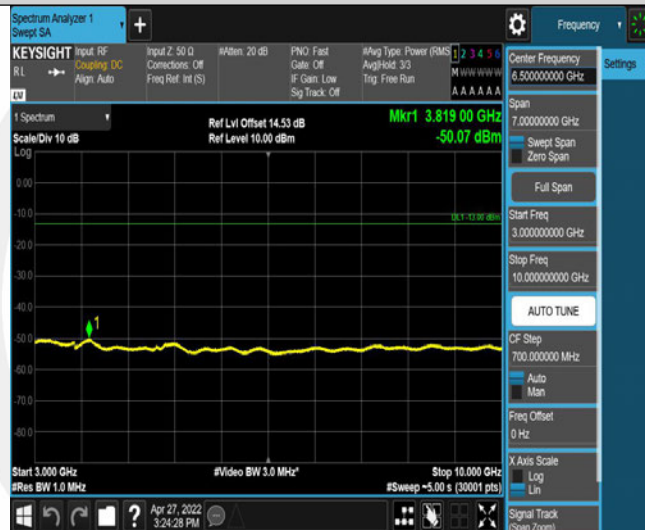 Spectrum Analyzer 1
Swept SA
Frequency
KEYSIGHT
RL
LXI
Input: RF
Coupling: DC
Align: Auto
Input Z: 50 Ω
Corrections: Off
Freq Ref: Int (S)
#Atten: 20 dB
PNO: Fast
Gate: Off
IF Gain: Low
Sig Track: Off
#Avg Type: Power (RMS
Avg|Hold: 3/3
Trig: Free Run
1 2 3 4 5 6
M W W W W W
A A A A A A
1 Spectrum
Scale/Div 10 dB
Log
Ref Lvl Offset 14.53 dB
Ref Level 10.00 dBm
Mkr1 3.819 00 GHz
-50.07 dBm
0.00
-10.0
DL1 -13.00 dBm
-20.0
-30.0
-40.0
1
-50.0
-60.0
-70.0
-80.0
Start 3.000 GHz
#Res BW 1.0 MHz
#Video BW 3.0 MHz*
Stop 10.000 GHz
#Sweep ~5.00 s (30001 pts)
Center Frequency
6.500000000 GHz
Settings
Span
7.00000000 GHz
Swept Span
Zero Span
Full Span
Start Freq
3.000000000 GHz
Stop Freq
10.000000000 GHz
AUTO TUNE
CF Step
700.000000 MHz
Auto
Man
Freq Offset
0 Hz
X Axis Scale
Log
Lin
Signal Track
(Span Zoom)
Apr 27, 2022
3:24:28 PM